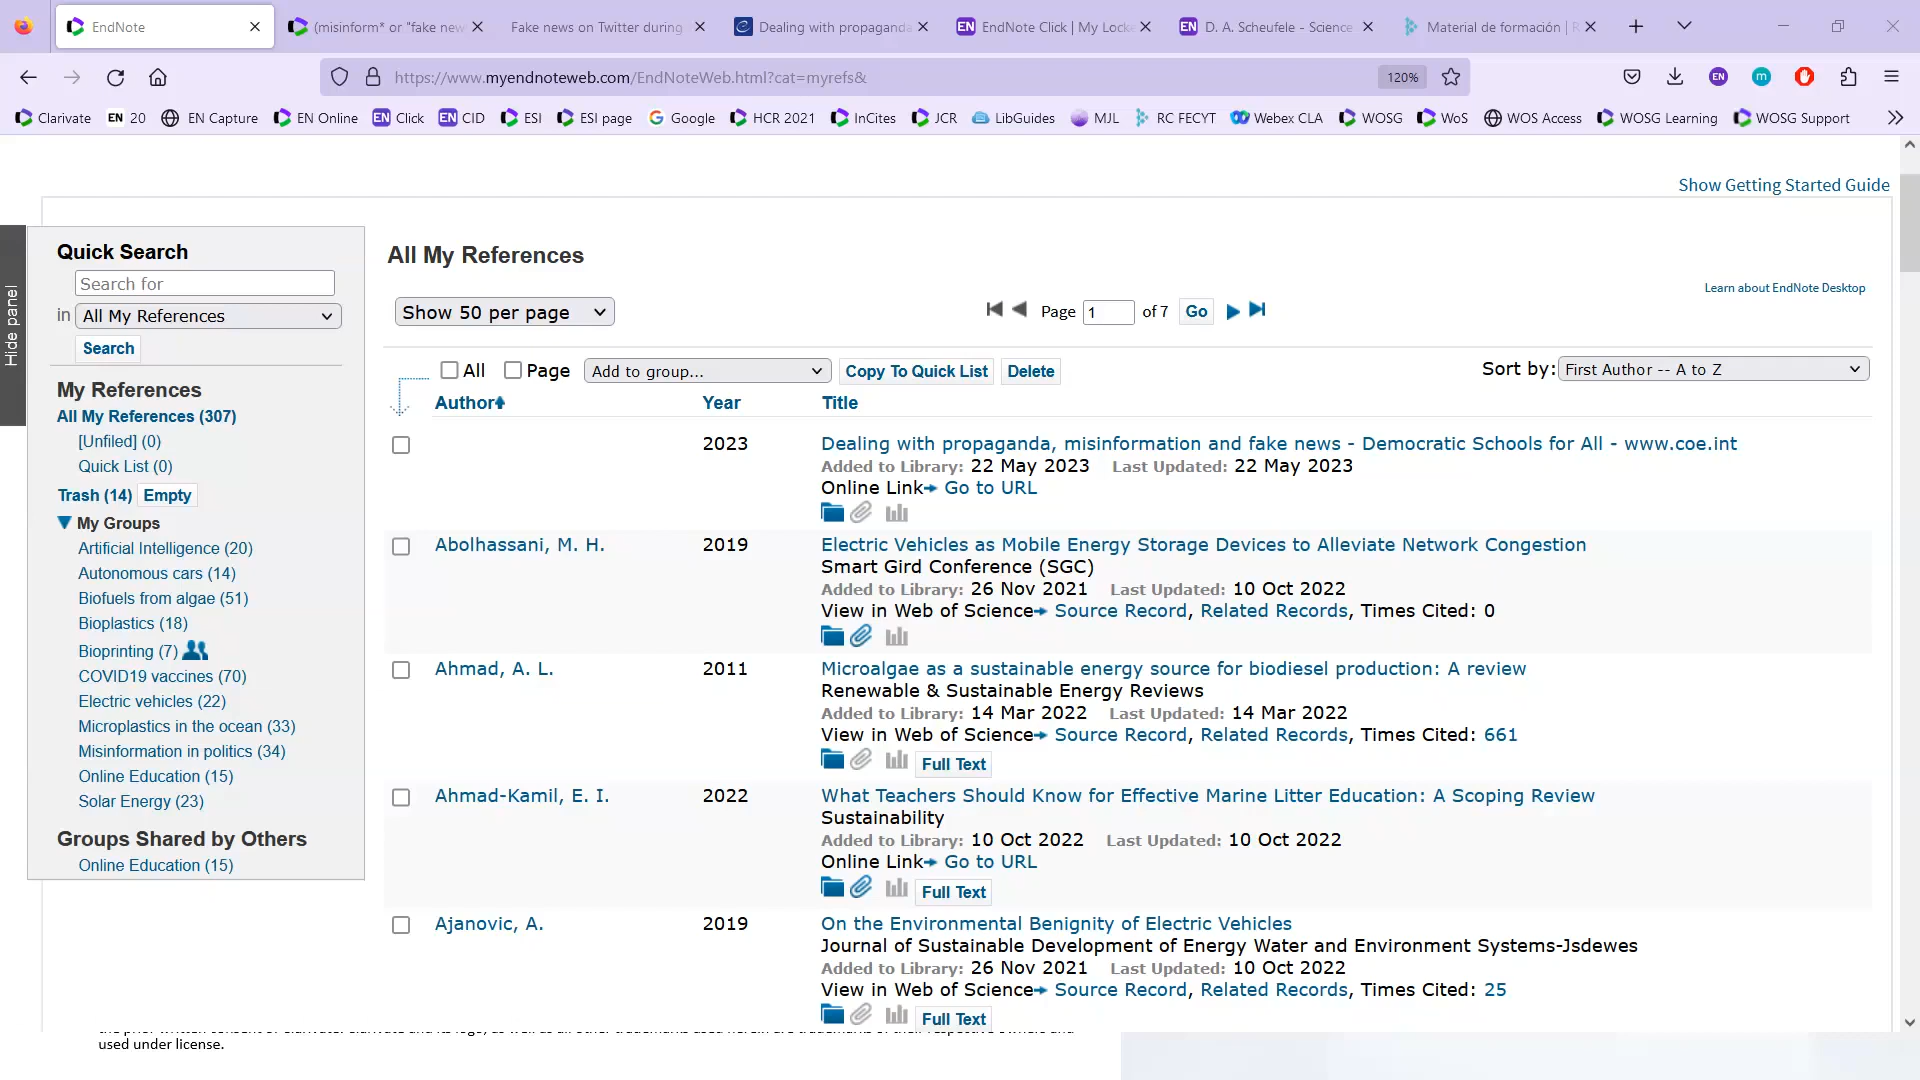 EndNote
(misinform* or "fake new
Fake news on Twitter during
Dealing with propaganda
EndNote Click | My Locke
D. A. Scheufele - Science
Material de formación | R
https://www.myendnoteweb.com/EndNoteWeb.html?cat=myrefs&
120%
Clarivate
EN 20
EN Capture
EN Online
EN Click
EN CID
ESI
ESI page
Google
HCR 2021
InCites
JCR
LibGuides
MJL
RC FECYT
Webex CLA
WOSG
WoS
WOS Access
WOSG Learning
WOSG Support
Show Getting Started Guide
Hide panel
Quick Search
Search for
in All My References
Search
My References
All My References (307)
[Unfiled] (0)
Quick List (0)
Trash (14) Empty
My Groups
Artificial Intelligence (20)
Autonomous cars (14)
Biofuels from algae (51)
Bioplastics (18)
Bioprinting (7)
COVID19 vaccines (70)
Electric vehicles (22)
Microplastics in the ocean (33)
Misinformation in politics (34)
Online Education (15)
Solar Energy (23)
Groups Shared by Others
Online Education (15)
All My References
Learn about EndNote Desktop
Show 50 per page
Page 1 of 7 Go
All Page Add to group... Copy To Quick List Delete
Sort by: First Author -- A to Z
Author Year Title
2023 Dealing with propaganda, misinformation and fake news - Democratic Schools for All - www.coe.int
Added to Library: 22 May 2023 Last Updated: 22 May 2023
Online Link Go to URL
Abolhassani, M. H. 2019 Electric Vehicles as Mobile Energy Storage Devices to Alleviate Network Congestion
Smart Gird Conference (SGC)
Added to Library: 26 Nov 2021 Last Updated: 10 Oct 2022
View in Web of Science Source Record, Related Records, Times Cited: 0
Ahmad, A. L. 2011 Microalgae as a sustainable energy source for biodiesel production: A review
Renewable & Sustainable Energy Reviews
Added to Library: 14 Mar 2022 Last Updated: 14 Mar 2022
View in Web of Science Source Record, Related Records, Times Cited: 661
Full Text
Ahmad-Kamil, E. I. 2022 What Teachers Should Know for Effective Marine Litter Education: A Scoping Review
Sustainability
Added to Library: 10 Oct 2022 Last Updated: 10 Oct 2022
Online Link Go to URL
Full Text
Ajanovic, A. 2019 On the Environmental Benignity of Electric Vehicles
Journal of Sustainable Development of Energy Water and Environment Systems-Jsdewes
Added to Library: 26 Nov 2021 Last Updated: 10 Oct 2022
View in Web of Science Source Record, Related Records, Times Cited: 25
Full Text
used under license.